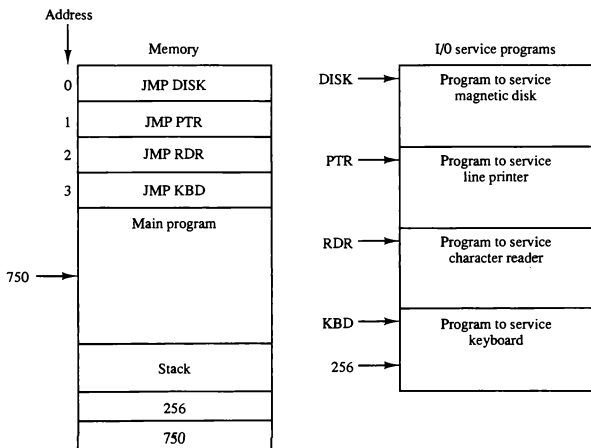 Address
Memory
0 JMP DISK
1 JMP PTR
2 JMP RDR
3 JMP KBD
Main program
750
Stack
256
750
I/0 service programs
DISK
Program to service
magnetic disk
PTR
Program to service
line printer
RDR
Program to service
character reader
KBD
Program to service
keyboard
256